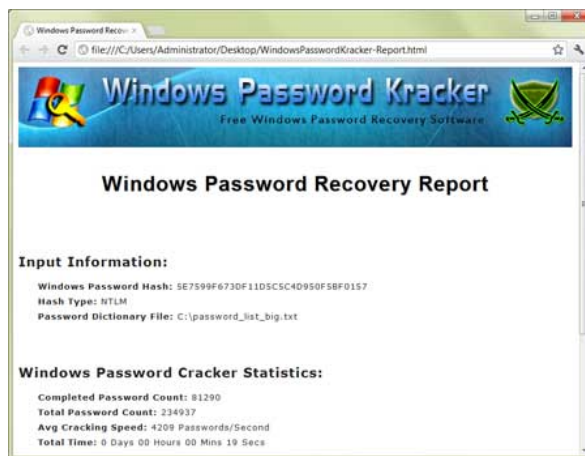 Windows Password Recov
file:///C:/Users/Administrator/Desktop/WindowsPasswordKracker-Report.html
Windows Password Kracker
Free Windows Password Recovery Software
Windows Password Recovery Report
Input Information:
Windows Password Hash: 5E7599F673DF11D5C5C4D950F5BF0157
Hash Type: NTLM
Password Dictionary File: C:\password_list_big.txt
Windows Password Cracker Statistics:
Completed Password Count: 81290
Total Password Count: 234937
Avg Cracking Speed: 4209 Passwords/Second
Total Time: 0 Days 00 Hours 00 Mins 19 Secs